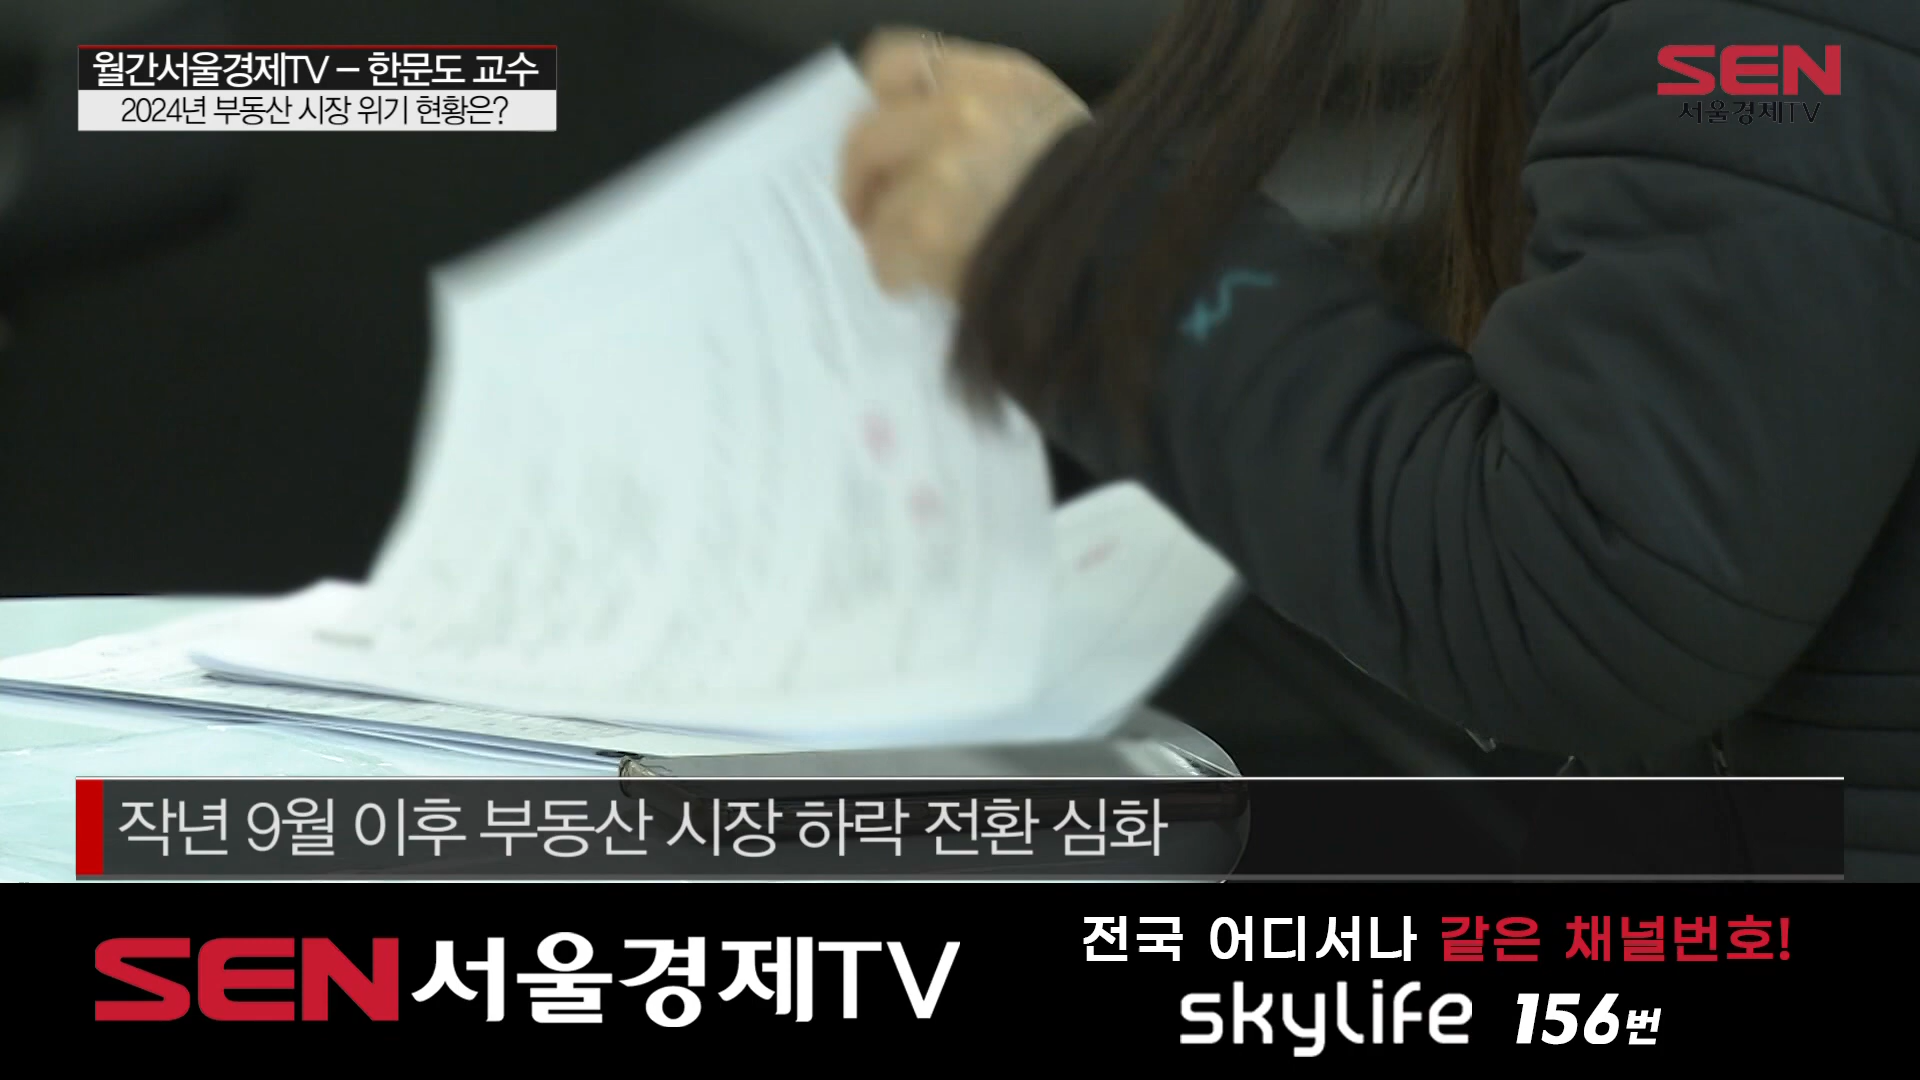 월간서울경제TV – 한문도 교수
2024년 부동산 시장 위기 현황은?
SEN
서울경제TV
작년 9월 이후 부동산 시장 하락 전환 심화
SEN서울경제TV
전국 어디서나 같은 채널번호!
skylife 156번